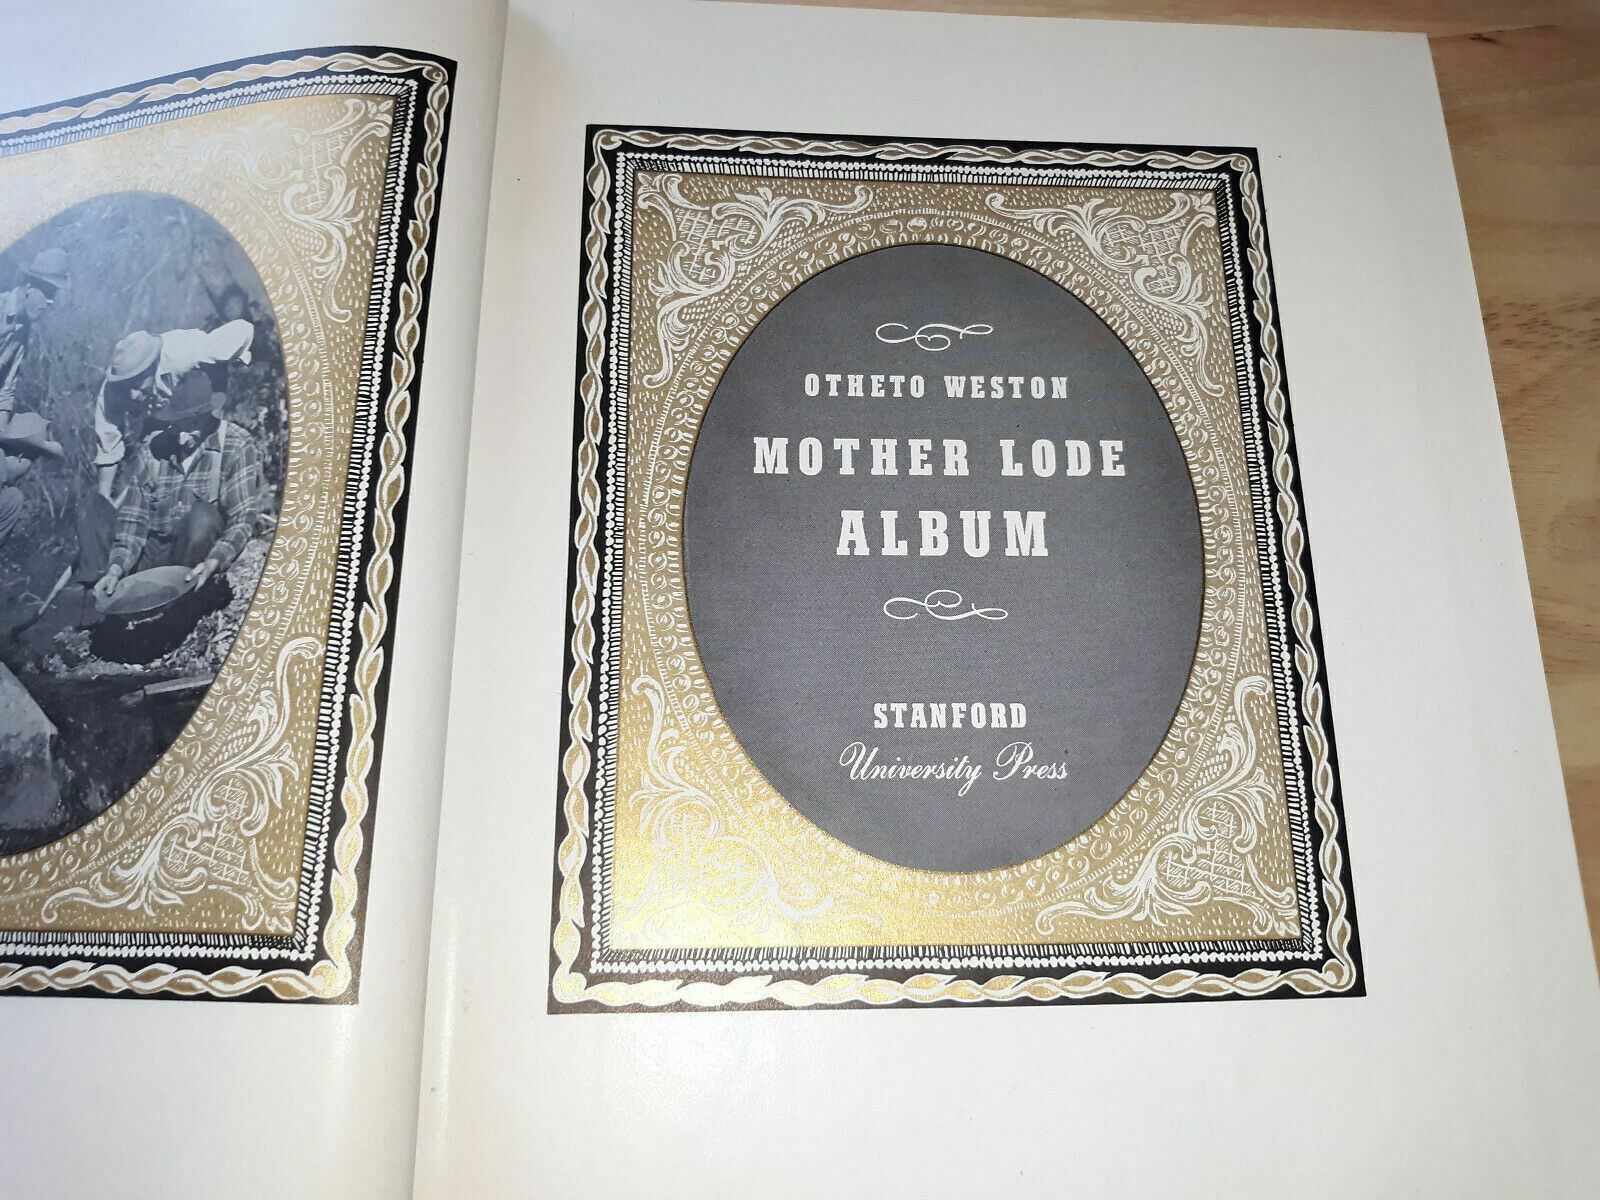 OTHETO WESTON
MOTHER LODE
ALBUM
STANFORD
University Press